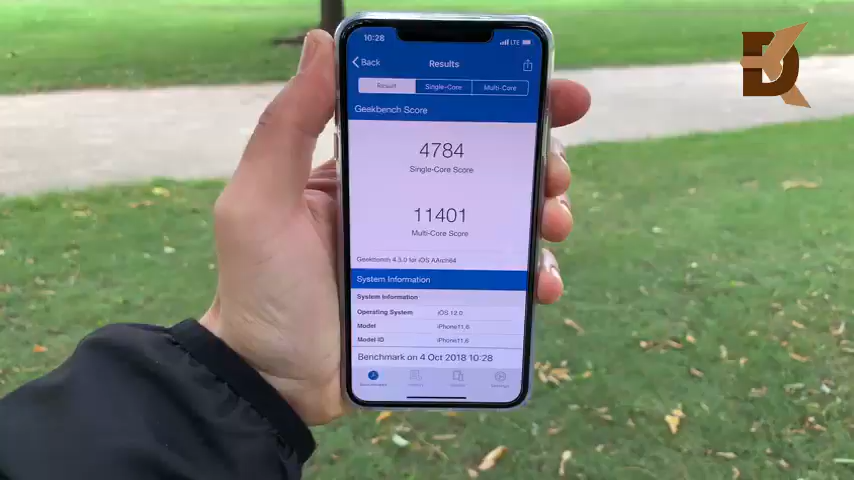 10:28
LTE
Back
Results
Result
Single-Core
Multi-Core
Geekbench Score
4784
Single-Core Score
11401
Multi-Core Score
Geekbench 4.3.0 for iOS AArch64
System Information
System Information
Operating System
iOS 12.0
Model
iPhone11,6
Model ID
iPhone11,6
Benchmark on 4 Oct 2018 10:28
DK